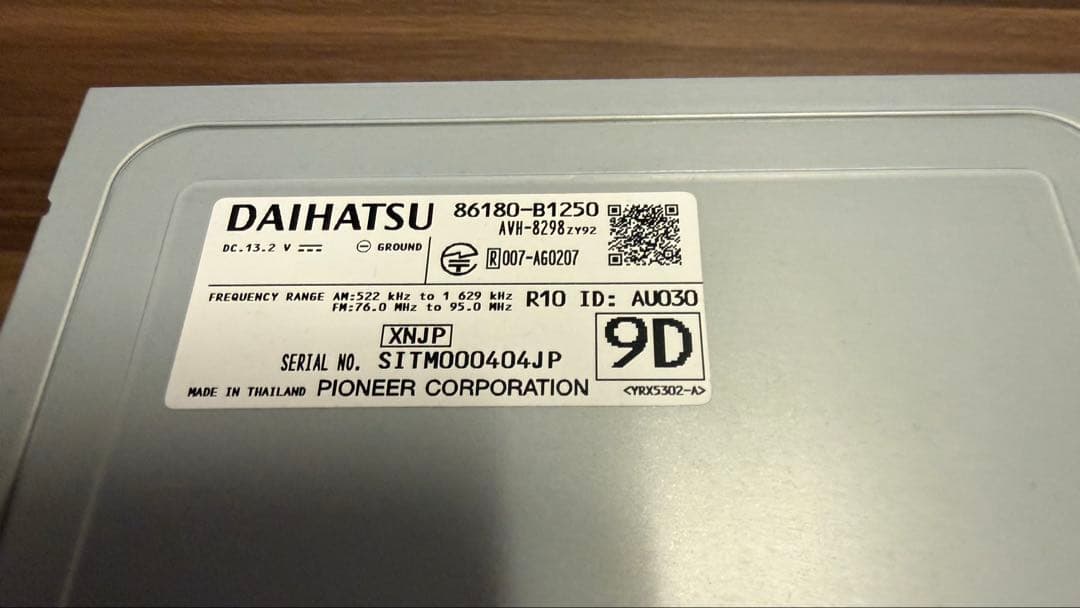 DAIHATSU 86180-B1250
AVH-8298ZY92
DC.13.2 V GROUND
R 007-AG0207
FREQUENCY RANGE AM:522 kHz to 1 629 kHz
FM:76.0 MHz to 95.0 MHz
R10 ID: AU030
XNJP
9D
SERIAL NO. SITM000404JP
MADE IN THAILAND PIONEER CORPORATION <YRX5302-A>